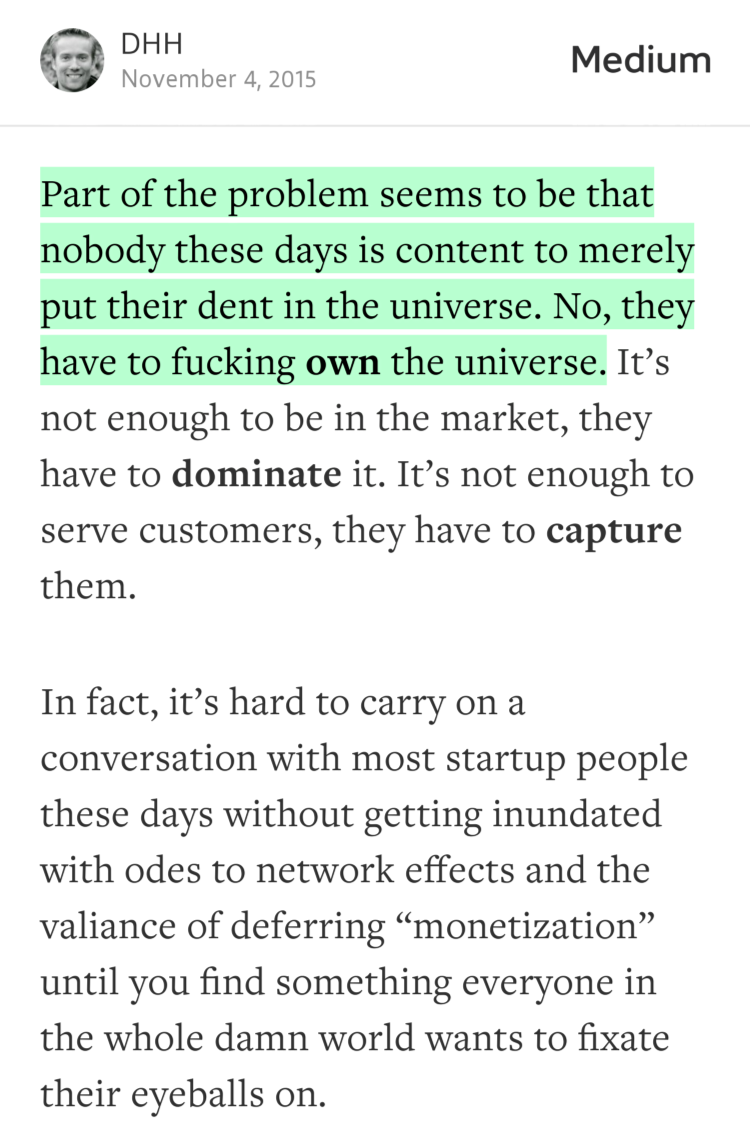 DHH
November 4, 2015
Medium
Part of the problem seems to be that
nobody these days is content to merely
put their dent in the universe. No, they
have to fucking own the universe. It’s
not enough to be in the market, they
have to dominate it. It’s not enough to
serve customers, they have to capture
them.
In fact, it’s hard to carry on a
conversation with most startup people
these days without getting inundated
with odes to network effects and the
valiance of deferring “monetization”
until you find something everyone in
the whole damn world wants to fixate
their eyeballs on.